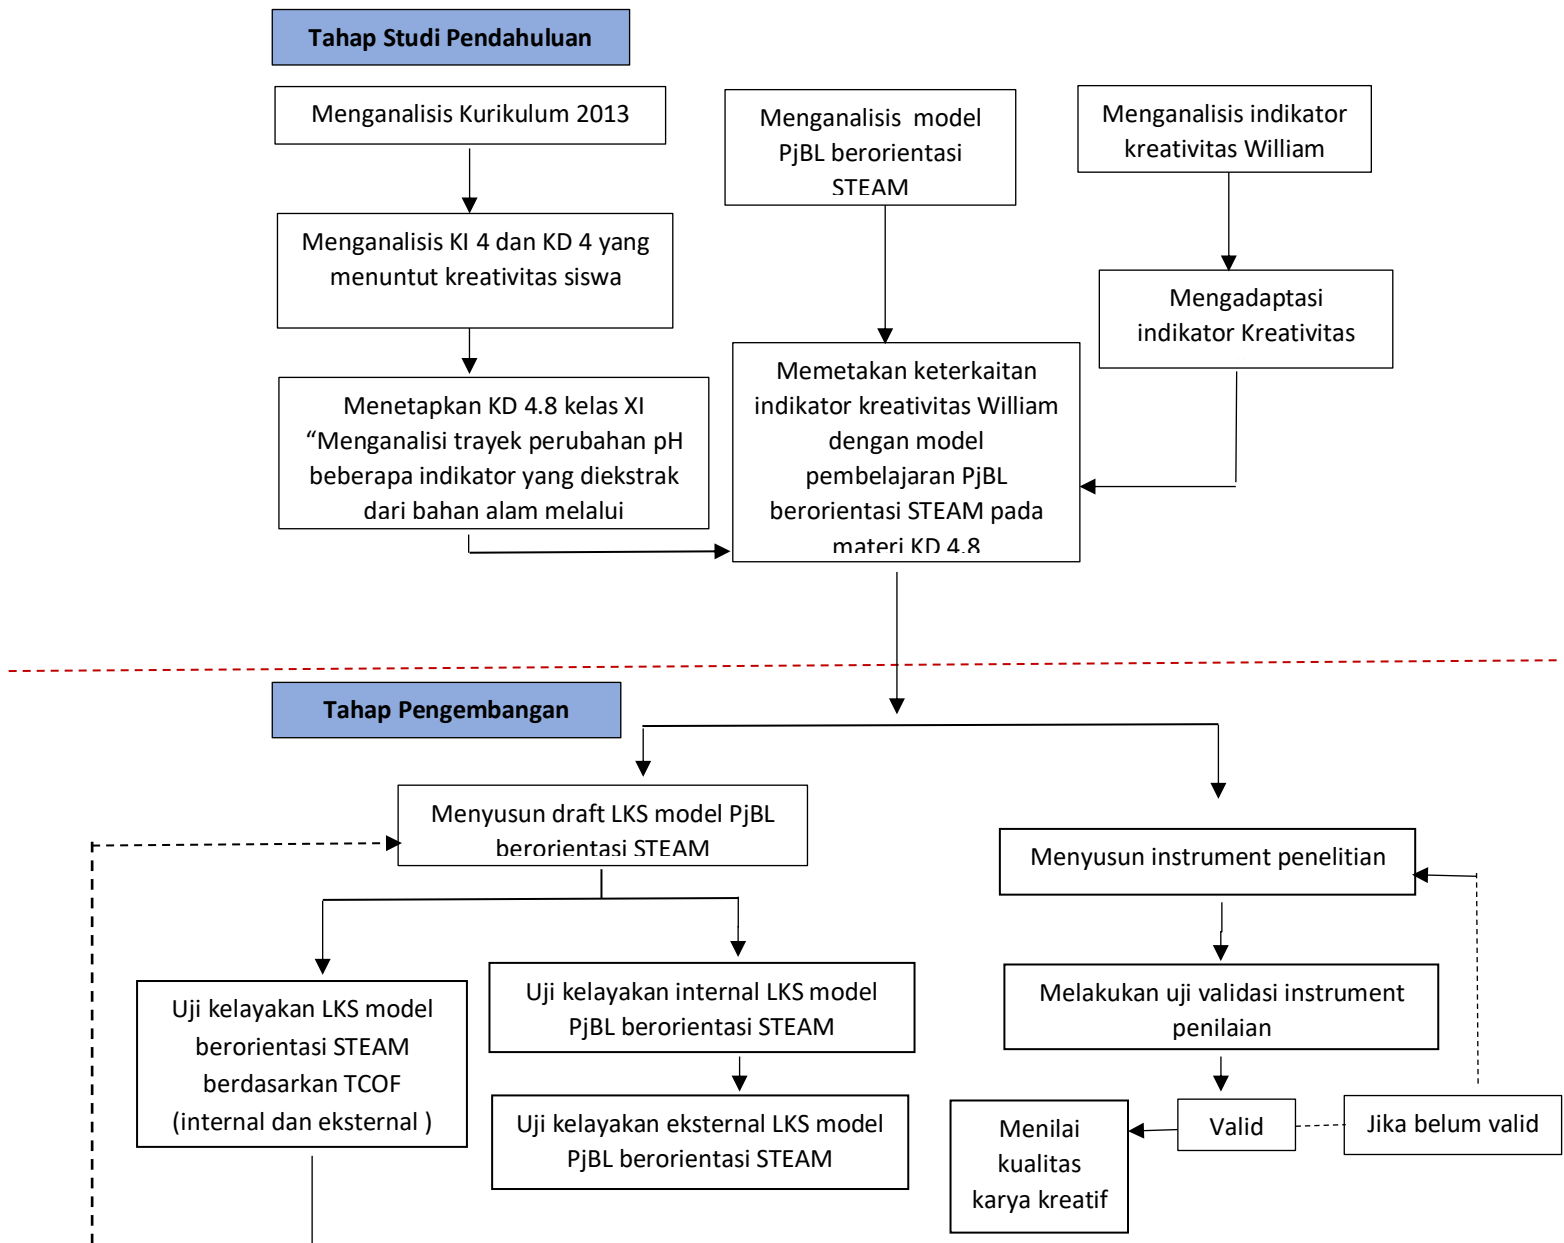 Tahap Studi Pendahuluan
Menganalisis Kurikulum 2013
Menganalisis model
PjBL berorientasi
STEAM
Menganalisis indikator
kreativitas William
Menganalisis KI 4 dan KD 4 yang
menuntut kreativitas siswa
Mengadaptasi
indikator Kreativitas
Menetapkan KD 4.8 kelas XI
“Menganalisi trayek perubahan pH
beberapa indikator yang diekstrak
dari bahan alam melalui
Memetakan keterkaitan
indikator kreativitas William
dengan model
pembelajaran PjBL
berorientasi STEAM pada
materi KD 4.8
Tahap Pengembangan
Menyusun draft LKS model PjBL
berorientasi STEAM
Menyusun instrument penelitian
Uji kelayakan LKS model
berorientasi STEAM
berdasarkan TCOF
(internal dan eksternal )
Uji kelayakan internal LKS model
PjBL berorientasi STEAM
Melakukan uji validasi instrument
penilaian
Uji kelayakan eksternal LKS model
PjBL berorientasi STEAM
Menilai
kualitas
karya kreatif
Valid
Jika belum valid